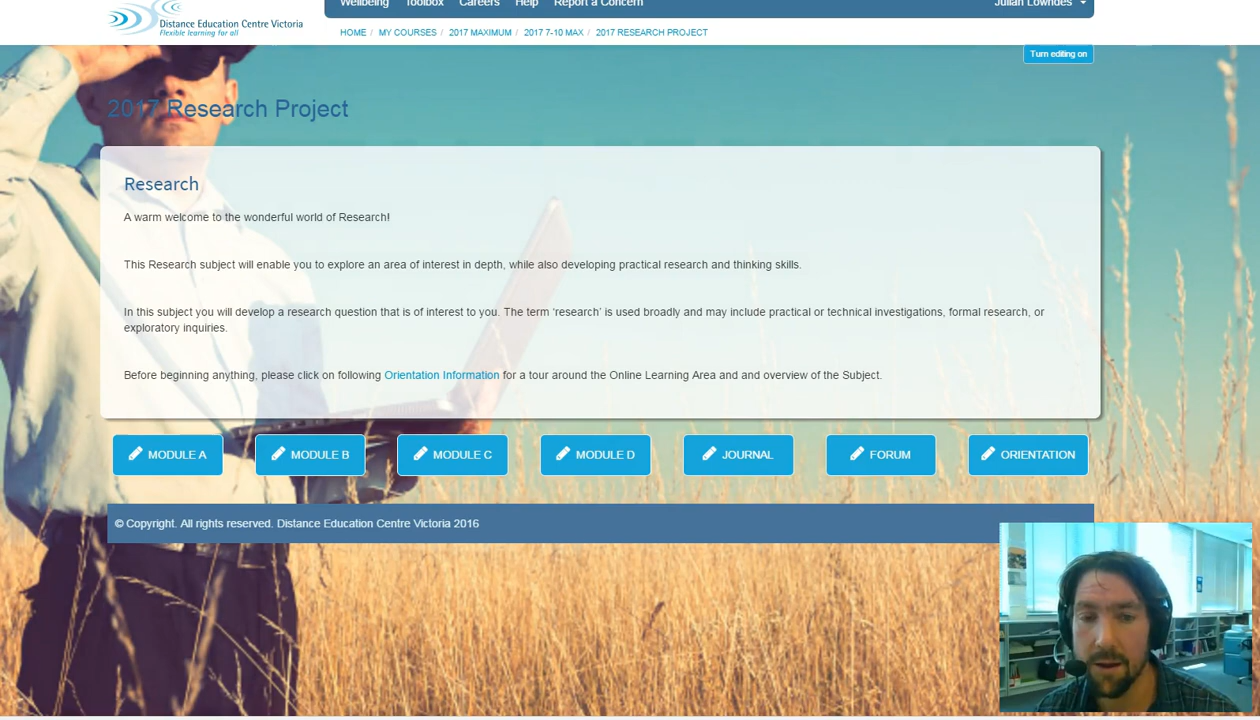 Wellbeing Toolbox Careers Help Report a Concern Julian Lowndes
Distance Education Centre Victoria
Flexible learning for all
HOME / MY COURSES / 2017 MAXIMUM / 2017 7-10 MAX / 2017 RESEARCH PROJECT
Turn editing on
2017 Research Project
Research
A warm welcome to the wonderful world of Research!
This Research subject will enable you to explore an area of interest in depth, while also developing practical research and thinking skills.
In this subject you will develop a research question that is of interest to you. The term ‘research’ is used broadly and may include practical or technical investigations, formal research, or
exploratory inquiries.
Before beginning anything, please click on following Orientation Information for a tour around the Online Learning Area and and overview of the Subject.
MODULE A MODULE B MODULE C MODULE D JOURNAL FORUM ORIENTATION
© Copyright. All rights reserved. Distance Education Centre Victoria 2016